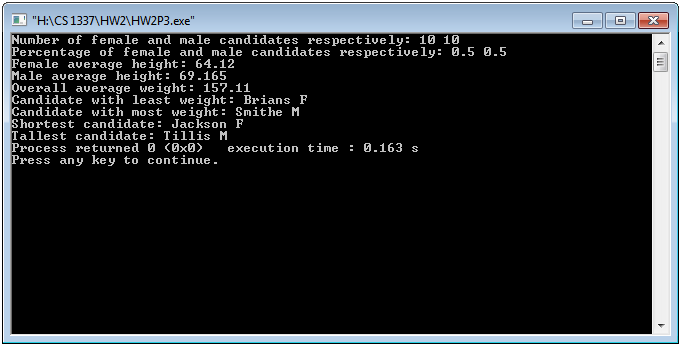 "H:\CS 1337\HW2\HW2P3.exe"
Number of female and male candidates respectively: 10 10
Percentage of female and male candidates respectively: 0.5 0.5
Female average height: 64.12
Male average height: 69.165
Overall average weight: 157.11
Candidate with least weight: Brians F
Candidate with most weight: Smithe M
Shortest candidate: Jackson F
Tallest candidate: Tillis M
Process returned 0 (0x0)   execution time : 0.163 s
Press any key to continue.